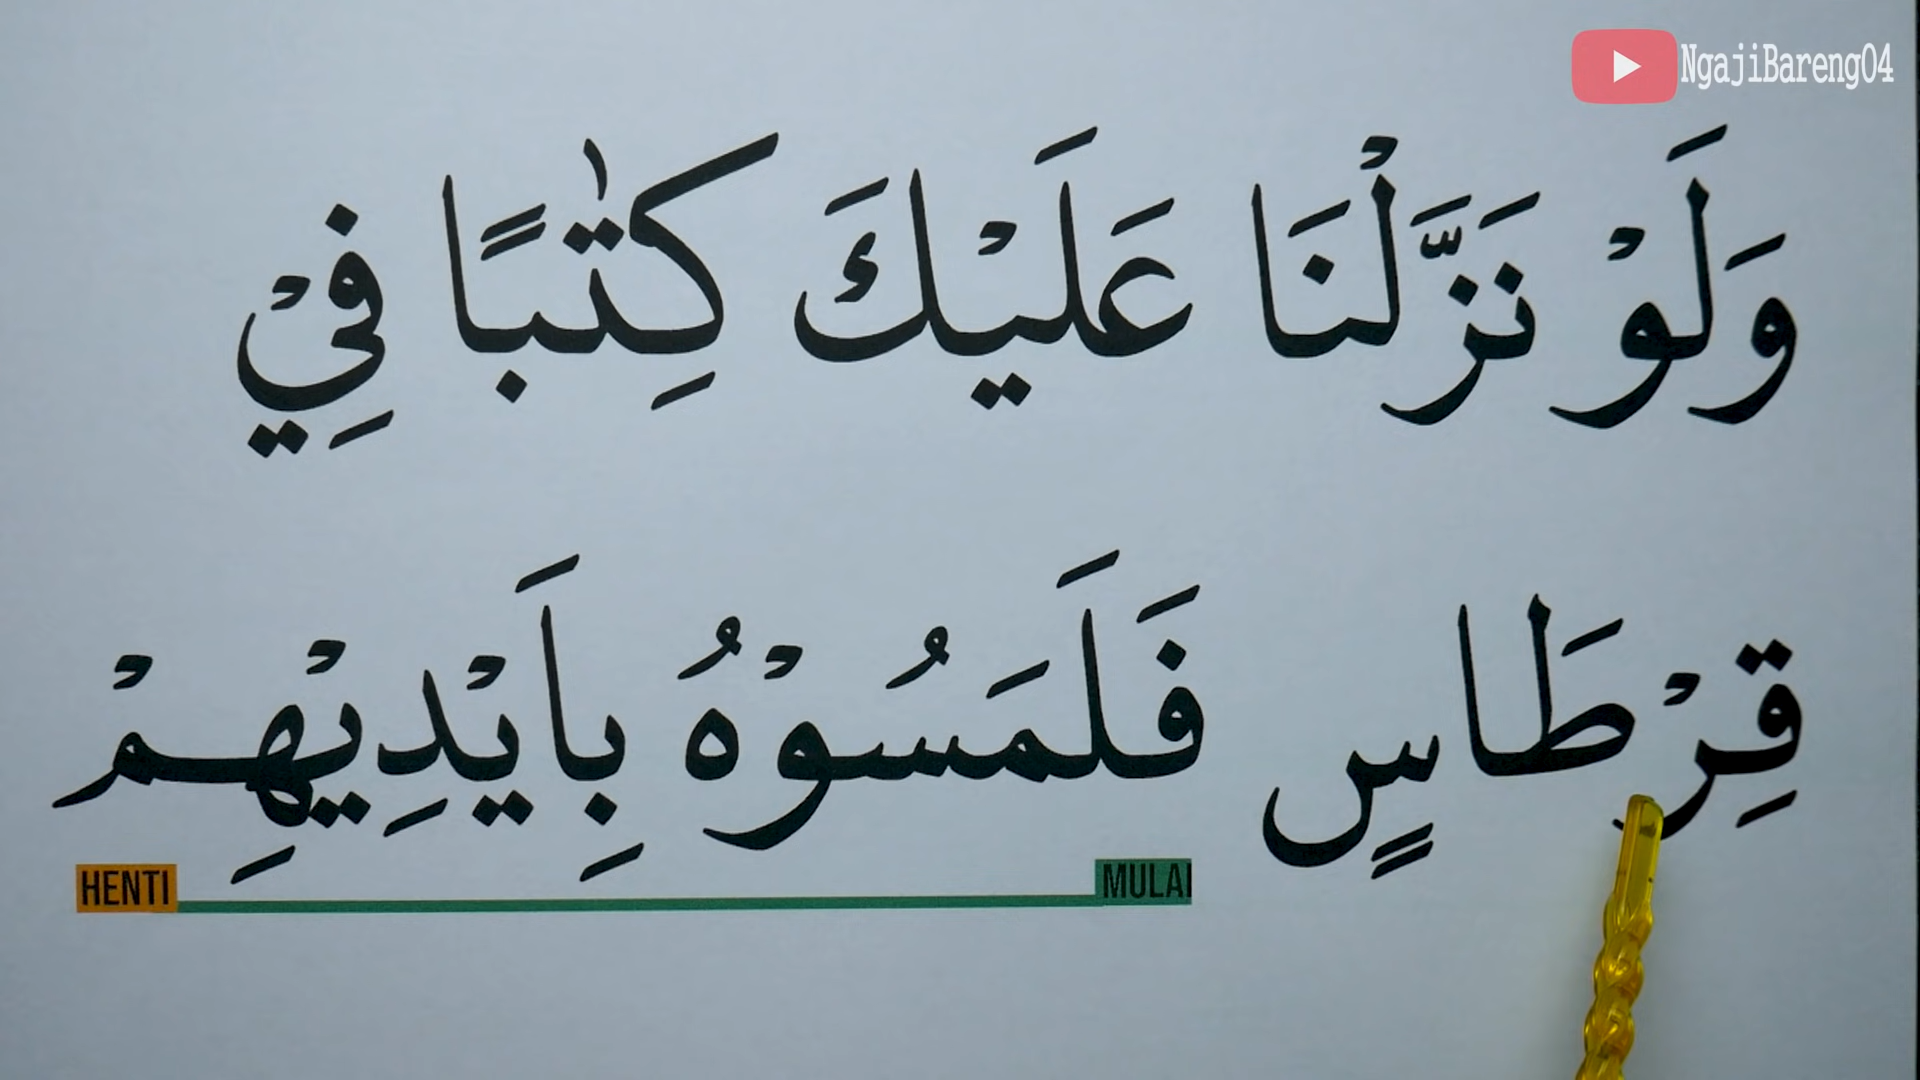 NgajiBareng04
وَلَوْ نَزَّلْنَا عَلَيْكَ كِتٰبًا فِيْ
قِرْطَاسٍ فَلَمَسُوْهُ بِاَيْدِيْهِمْ
HENTI MULAI